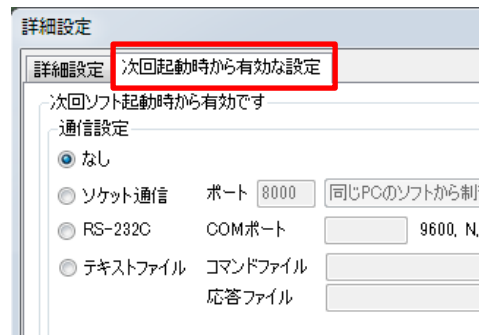 詳細設定
詳細設定 次回起動時から有効な設定
次回ソフト起動時から有効です
通信設定
なし
ソケット通信 ポート 8000 同じPCのソフトから制
RS-232C COMポート 9600, N,
テキストファイル コマンドファイル
応答ファイル